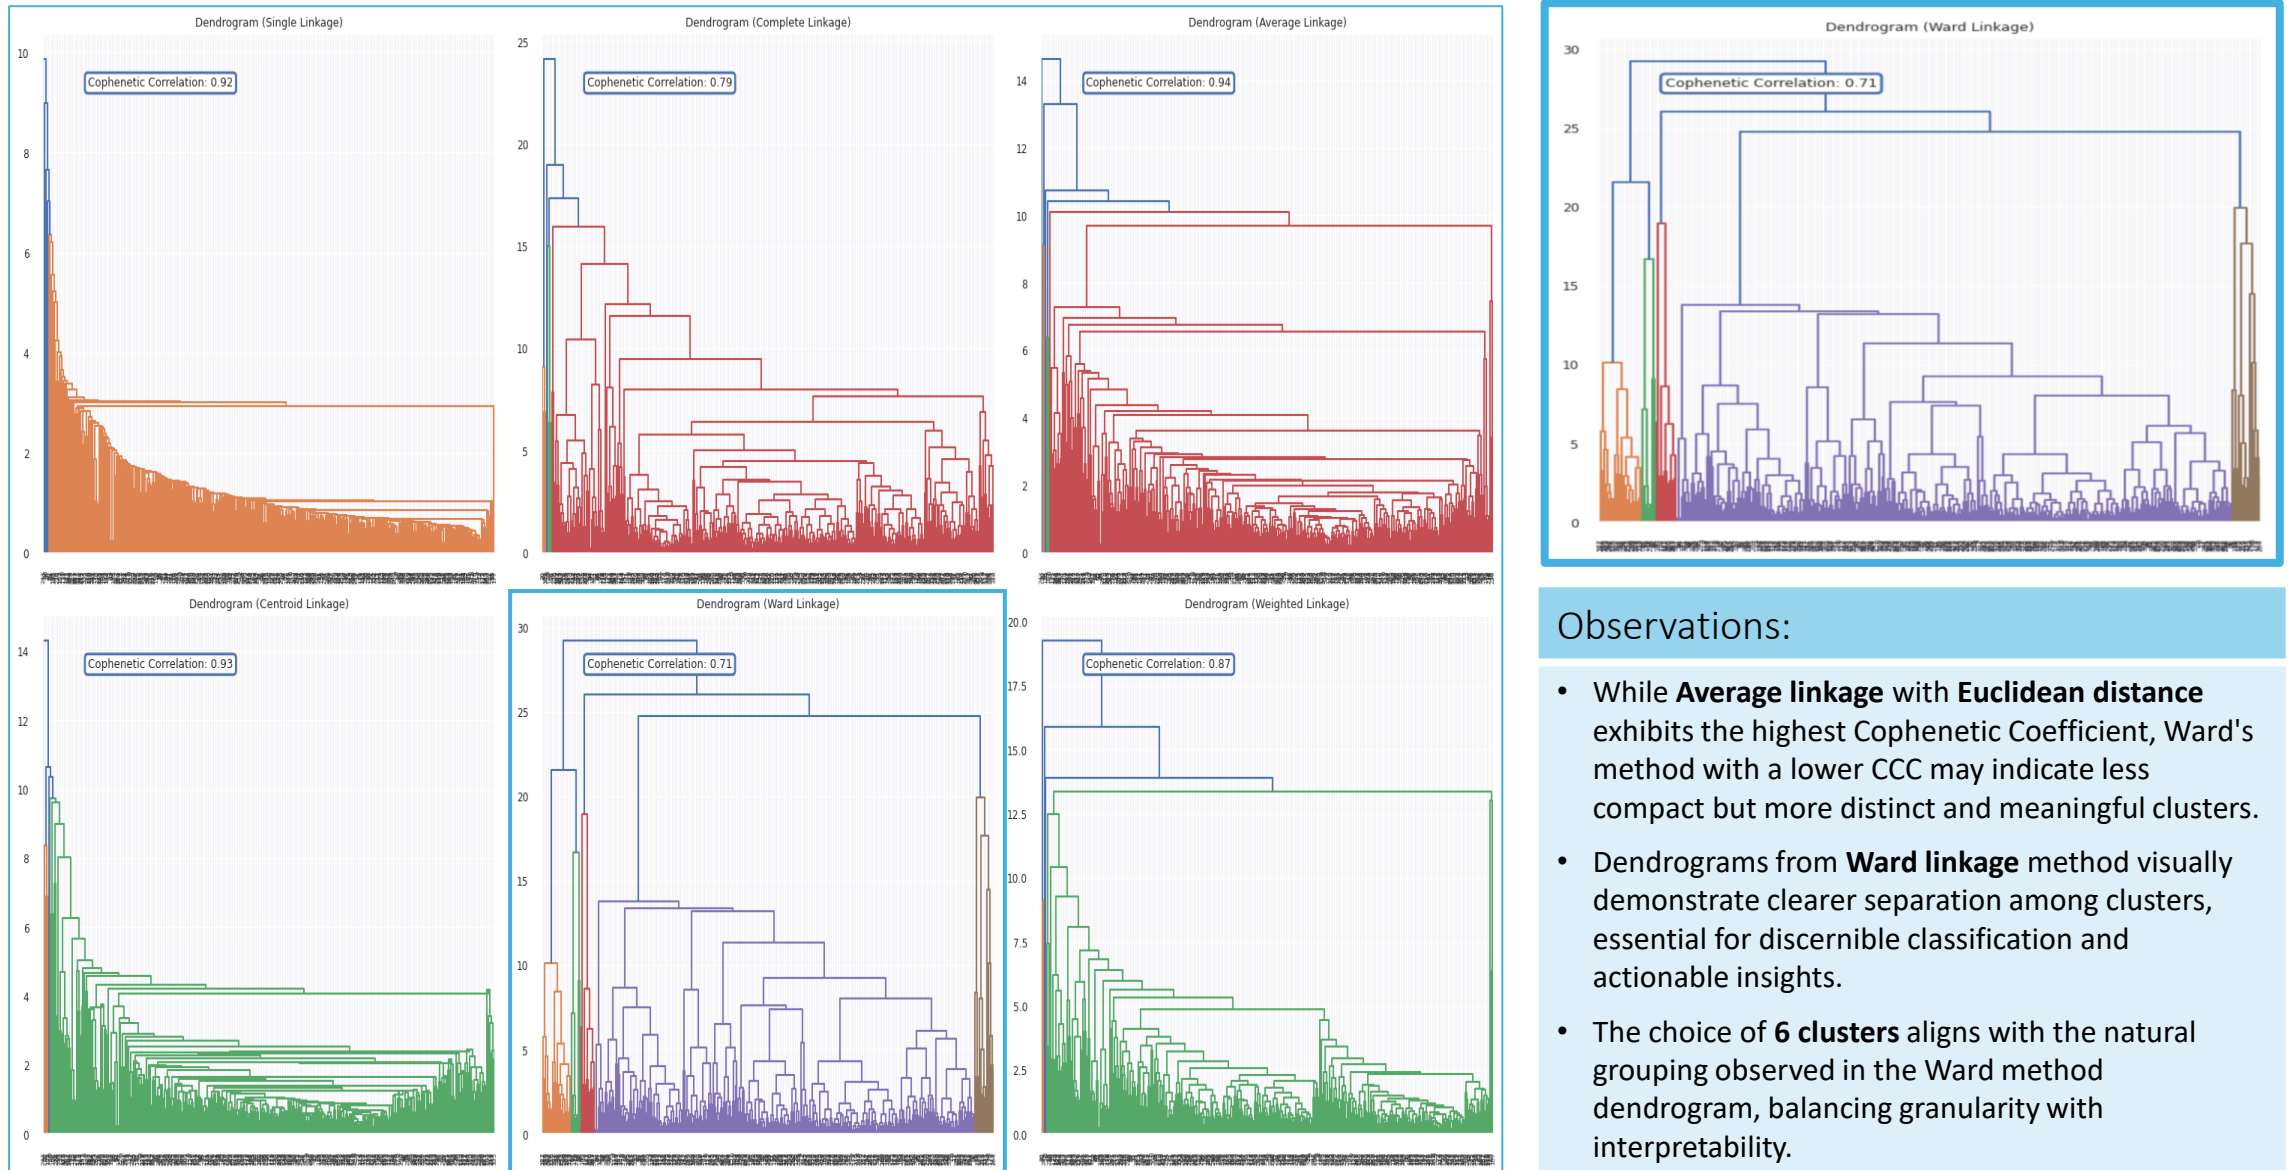 Dendrogram (Single Linkage)
Cophenetic Correlation: 0.92
10
8
6
4
2
0
Dendrogram (Complete Linkage)
Cophenetic Correlation: 0.79
25
20
15
10
5
0
Dendrogram (Average Linkage)
Cophenetic Correlation: 0.94
14
12
10
8
6
4
2
0
Dendrogram (Centroid Linkage)
Cophenetic Correlation: 0.93
14
12
10
8
6
4
2
0
Dendrogram (Ward Linkage)
Cophenetic Correlation: 0.71
30
25
20
15
10
5
0
Dendrogram (Weighted Linkage)
Cophenetic Correlation: 0.87
20.0
17.5
15.0
12.5
10.0
7.5
5.0
2.5
0.0
Dendrogram (Ward Linkage)
Cophenetic Correlation: 0.71
30
25
20
15
10
5
0
Observations:
• While Average linkage with Euclidean distance
exhibits the highest Cophenetic Coefficient, Ward's
method with a lower CCC may indicate less
compact but more distinct and meaningful clusters.
• Dendrograms from Ward linkage method visually
demonstrate clearer separation among clusters,
essential for discernible classification and
actionable insights.
• The choice of 6 clusters aligns with the natural
grouping observed in the Ward method
dendrogram, balancing granularity with
interpretability.